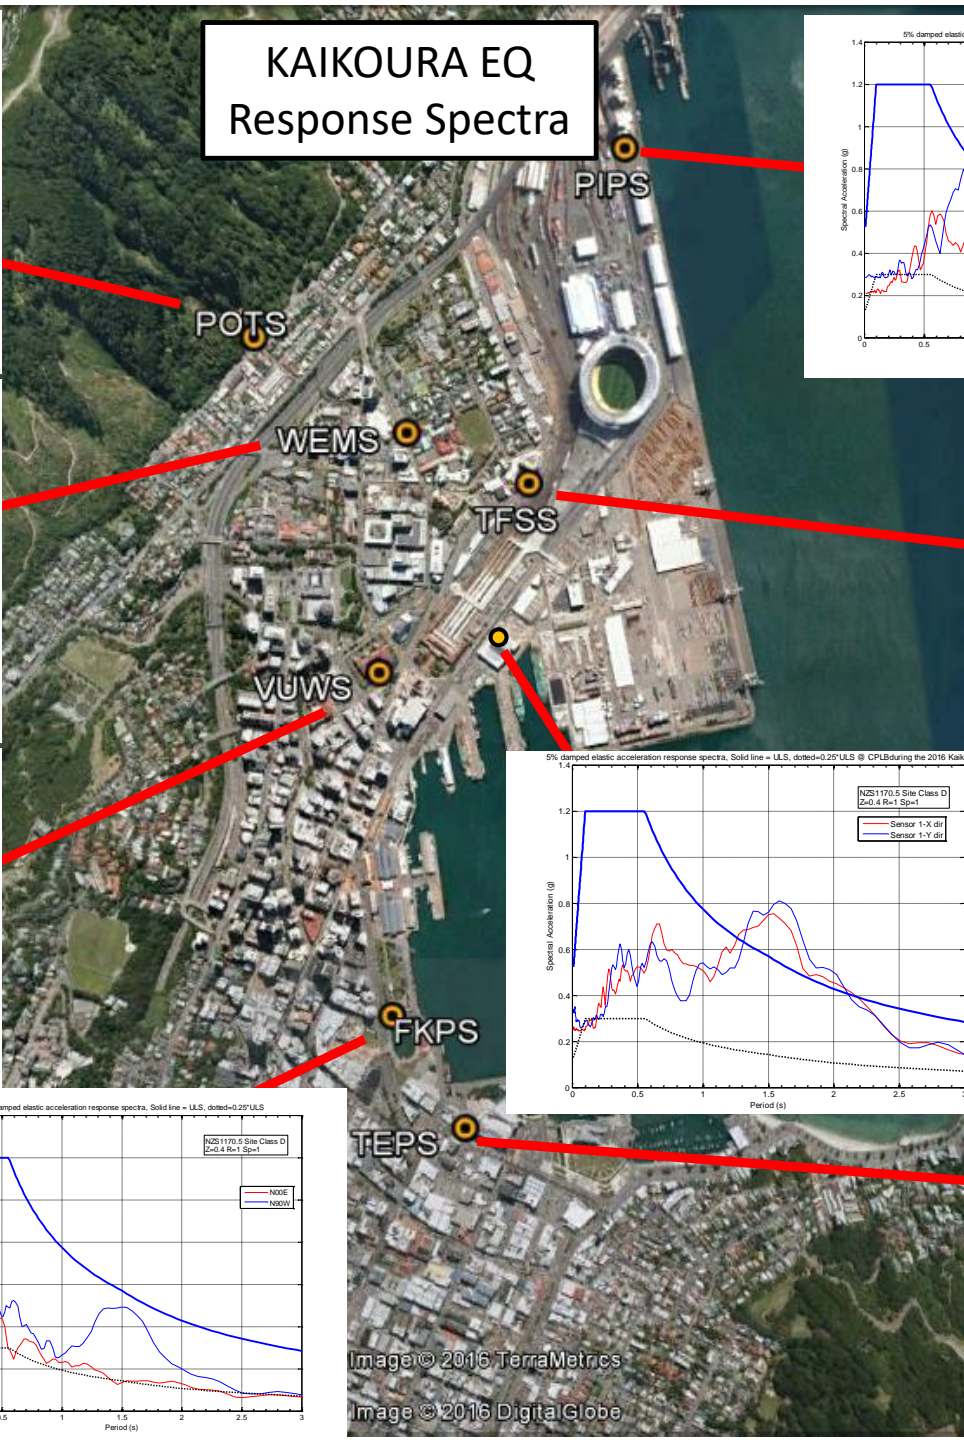 KAIKOURA EQ
Response Spectra
PIPS
POTS
WEMS
TFSS
VUWS
FKPS
TEPS
5% damped elastic
1.4
1.2
1
0.8
0.6
0.4
0.2
0
Spectral Acceleration (g)
0
0.5
5% damped elastic acceleration response spectra, Solid line = ULS, dotted=0.25*ULS @ CPLBduring the 2016 Kaik
1.4
1.2
1
0.8
0.6
0.4
0.2
0
Spectral Acceleration (g)
NZS1170.5 Site Class D
Z=0.4 R=1 Sp=1
Sensor 1-X dir
Sensor 1-Y dir
0 0.5 1 1.5 2 2.5 3
Period (s)
amped elastic acceleration response spectra, Solid line = ULS, dotted=0.25*ULS
NZS1170.5 Site Class D
Z=0.4 R=1 Sp=1
N00E
N90W
0.5 1 1.5 2 2.5 3
Period (s)
Image © 2016 TerraMetrics
Image © 2016 DigitalGlobe